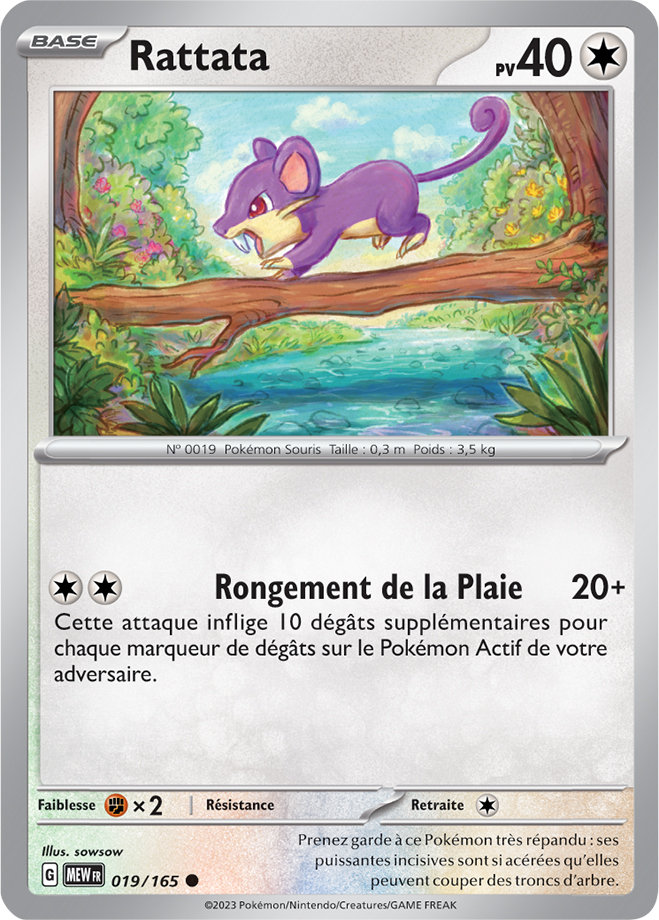 BASE
Rattata
PV 40
N° 0019 Pokémon Souris Taille : 0,3 m Poids : 3,5 kg
Rongement de la Plaie 20+
Cette attaque inflige 10 dégâts supplémentaires pour
chaque marqueur de dégâts sur le Pokémon Actif de votre
adversaire.
Faiblesse ×2 Résistance Retraite
Illus. sowsow
Prenez garde à ce Pokémon très répandu : ses
puissantes incisives sont si acérées qu'elles
peuvent couper des troncs d'arbre.
G MEW FR 019/165
©2023 Pokémon/Nintendo/Creatures/GAME FREAK